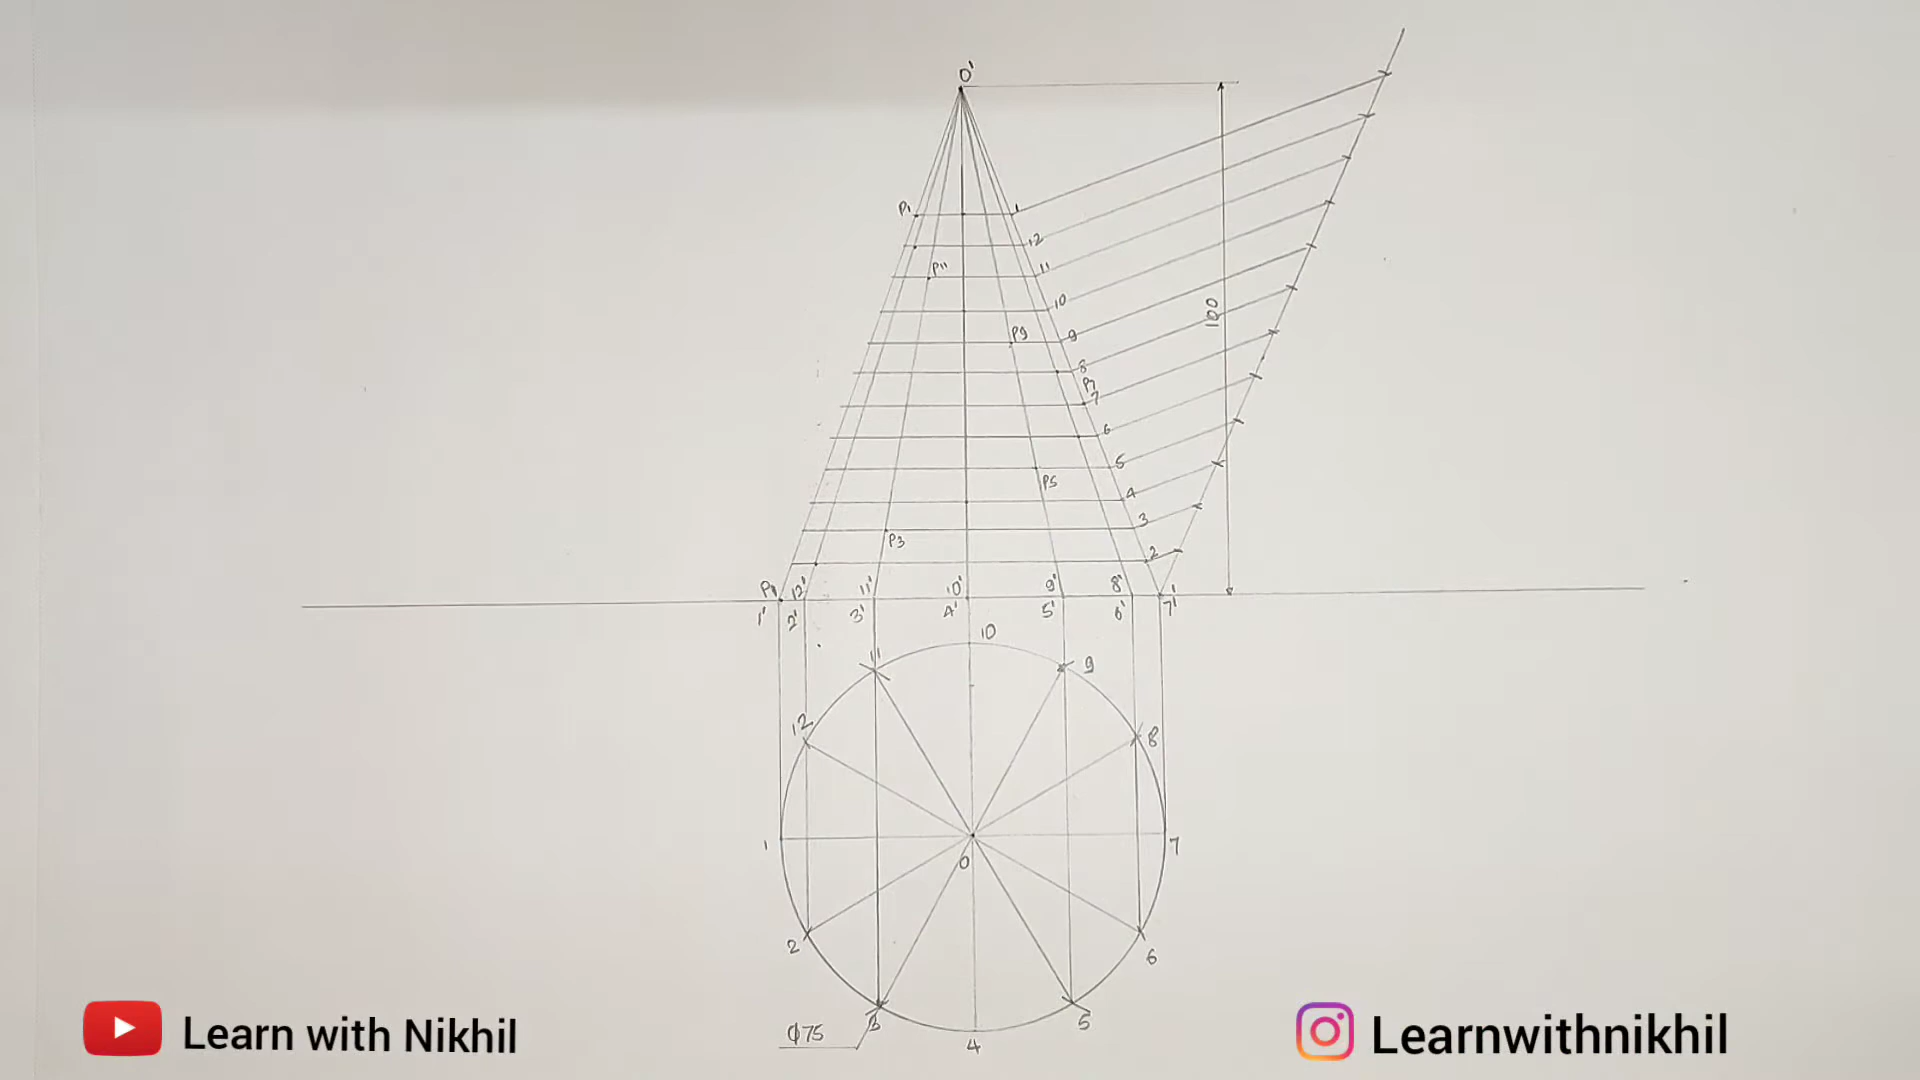 O'
P1
1
12
P11
11
10
100
P9
9
8
P7
7
6
5
P5
4
3
P3
2
12' 11' 10' 9' 8' 1'
1' 2' 3' 4' 5' 6' 7'
10
11 9
12 8
1 7
O
2 6
3 5
ϕ75
4
Learn with Nikhil
Learnwithnikhil